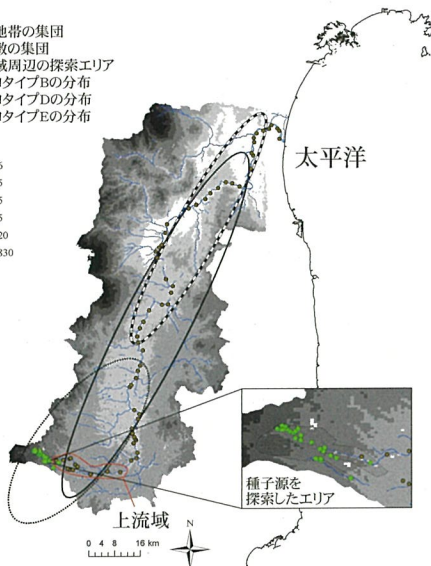 地帯の集団
数の集団
域周辺の探索エリア
タイプBの分布
タイプDの分布
タイプEの分布
5
5
5
20
830
太平洋
種子源を
探索したエリア
上流域
N
0 4 8 16 km